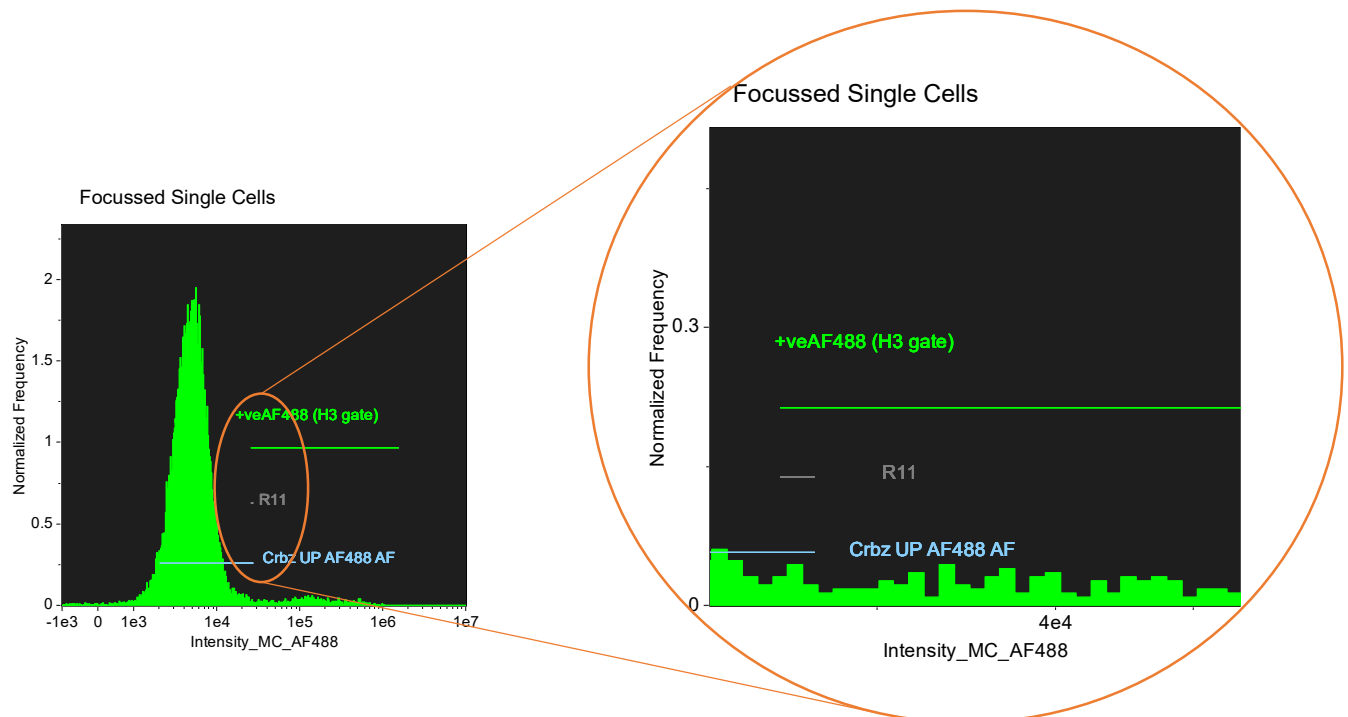 Focussed Single Cells
Normalized Frequency
2
1.5
1
0.5
0
+veAF488 (H3 gate)
R11
Crbz UP AF488 AF
-1e3 0 1e3 1e4 1e5 1e6 1e7
Intensity_MC_AF488
Focussed Single Cells
Normalized Frequency
0.3
0
+veAF488 (H3 gate)
R11
Crbz UP AF488 AF
4e4
Intensity_MC_AF488